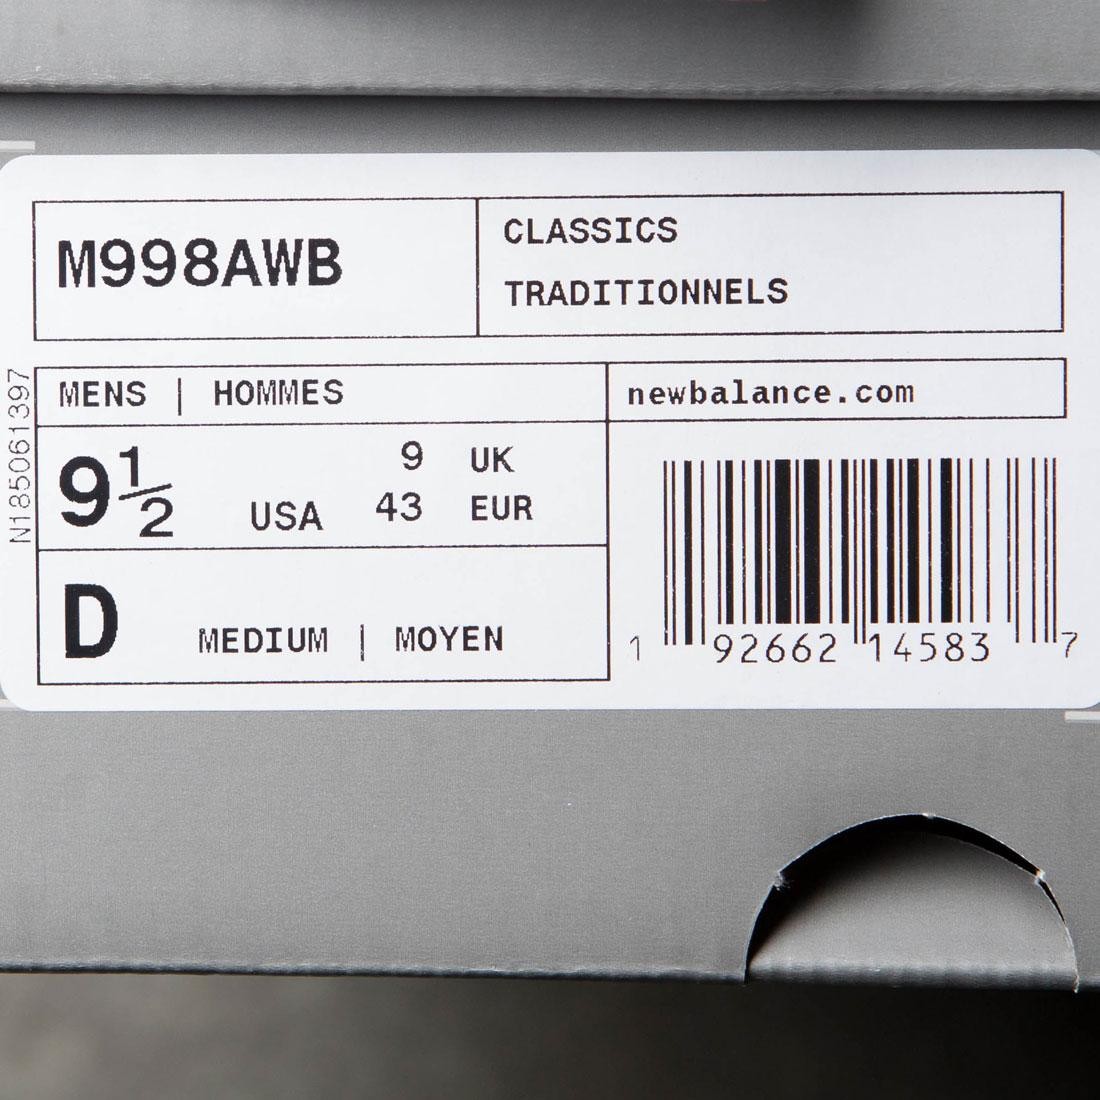 M998AWB
CLASSICS
TRADITIONNELS
MENS | HOMMES
newbalance.com
9½ USA
9 UK
43 EUR
D MEDIUM | MOYEN
1 92662 14583 7
N185061397